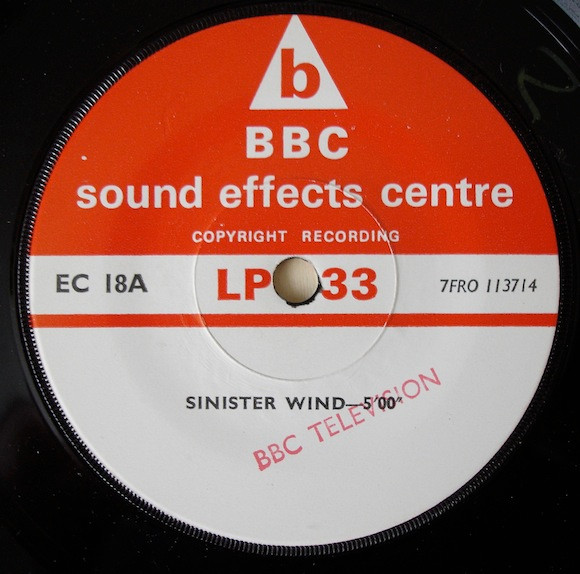 b
BBC
sound effects centre
COPYRIGHT RECORDING
EC 18A LP 33 7FRO 113714
SINISTER WIND—5'00"
BBC TELEVISION